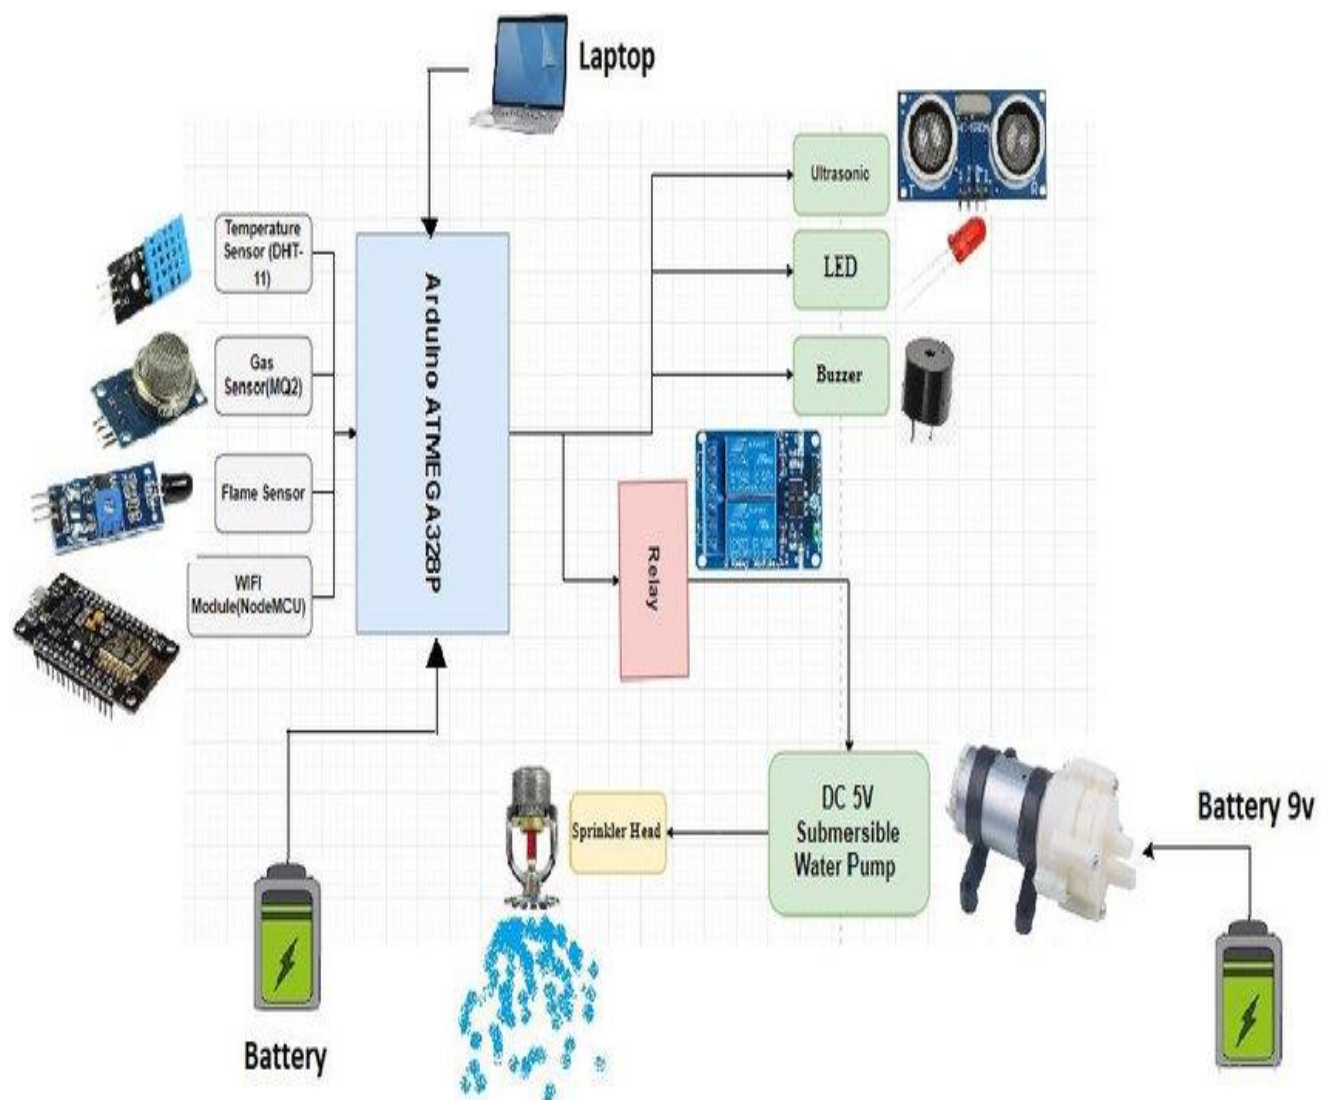 Laptop
Ultrasonic
LED
Buzzer
Temperature
Sensor (DHT-
11)
Gas
Sensor(MQ2)
Flame Sensor
WIFI
Module(NodeMCU)
Arduino ATMEGA328P
Relay
DC 5V
Submersible
Water Pump
Sprinkler Head
Battery 9v
Battery
T
R